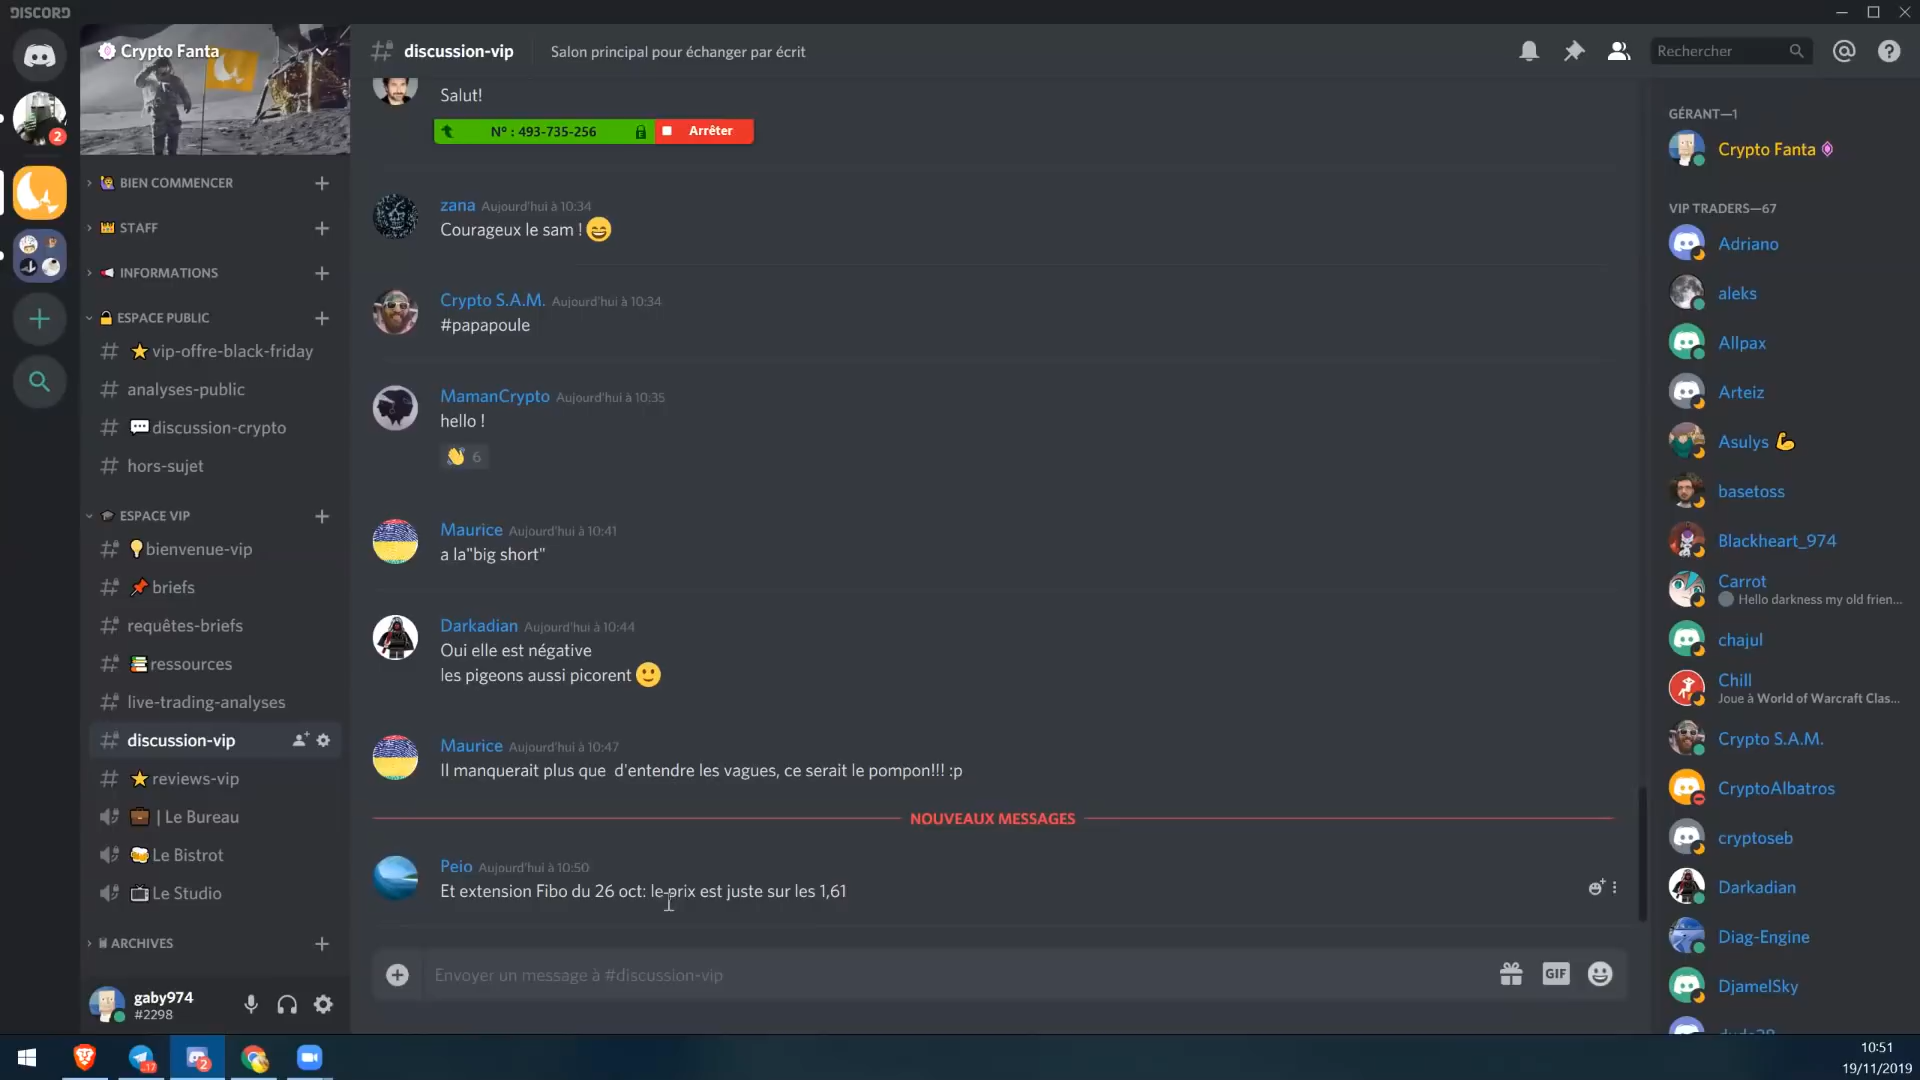 DISCORD
Crypto Fanta
discussion-vip
Salon principal pour échanger par écrit
Rechercher
2
BIEN COMMENCER
STAFF
INFORMATIONS
ESPACE PUBLIC
vip-offre-black-friday
analyses-public
discussion-crypto
hors-sujet
ESPACE VIP
bienvenue-vip
briefs
requêtes-briefs
ressources
live-trading-analyses
discussion-vip
reviews-vip
| Le Bureau
Le Bistrot
Le Studio
ARCHIVES
gaby974
#2298
Salut!
N° : 493-735-256
Arrêter
zana Aujourd'hui à 10:34
Courageux le sam !
Crypto S.A.M. Aujourd'hui à 10:34
#papapoule
MamanCrypto Aujourd'hui à 10:35
hello !
6
Maurice Aujourd'hui à 10:41
a la"big short"
Darkadian Aujourd'hui à 10:44
Oui elle est négative
les pigeons aussi picorent
Maurice Aujourd'hui à 10:47
Il manquerait plus que d'entendre les vagues, ce serait le pompon!!! :p
NOUVEAUX MESSAGES
Peio Aujourd'hui à 10:50
Et extension Fibo du 26 oct: le prix est juste sur les 1,61
Envoyer un message à #discussion-vip
GIF
GÉRANT—1
Crypto Fanta
VIP TRADERS—67
Adriano
aleks
Allpax
Arteiz
Asulys
basetoss
Blackheart_974
Carrot
Hello darkness my old frien...
chajul
Chill
Joue à World of Warcraft Clas...
Crypto S.A.M.
CryptoAlbatros
cryptoseb
Darkadian
Diag-Engine
DjamelSky
17
2
10:51
19/11/2019